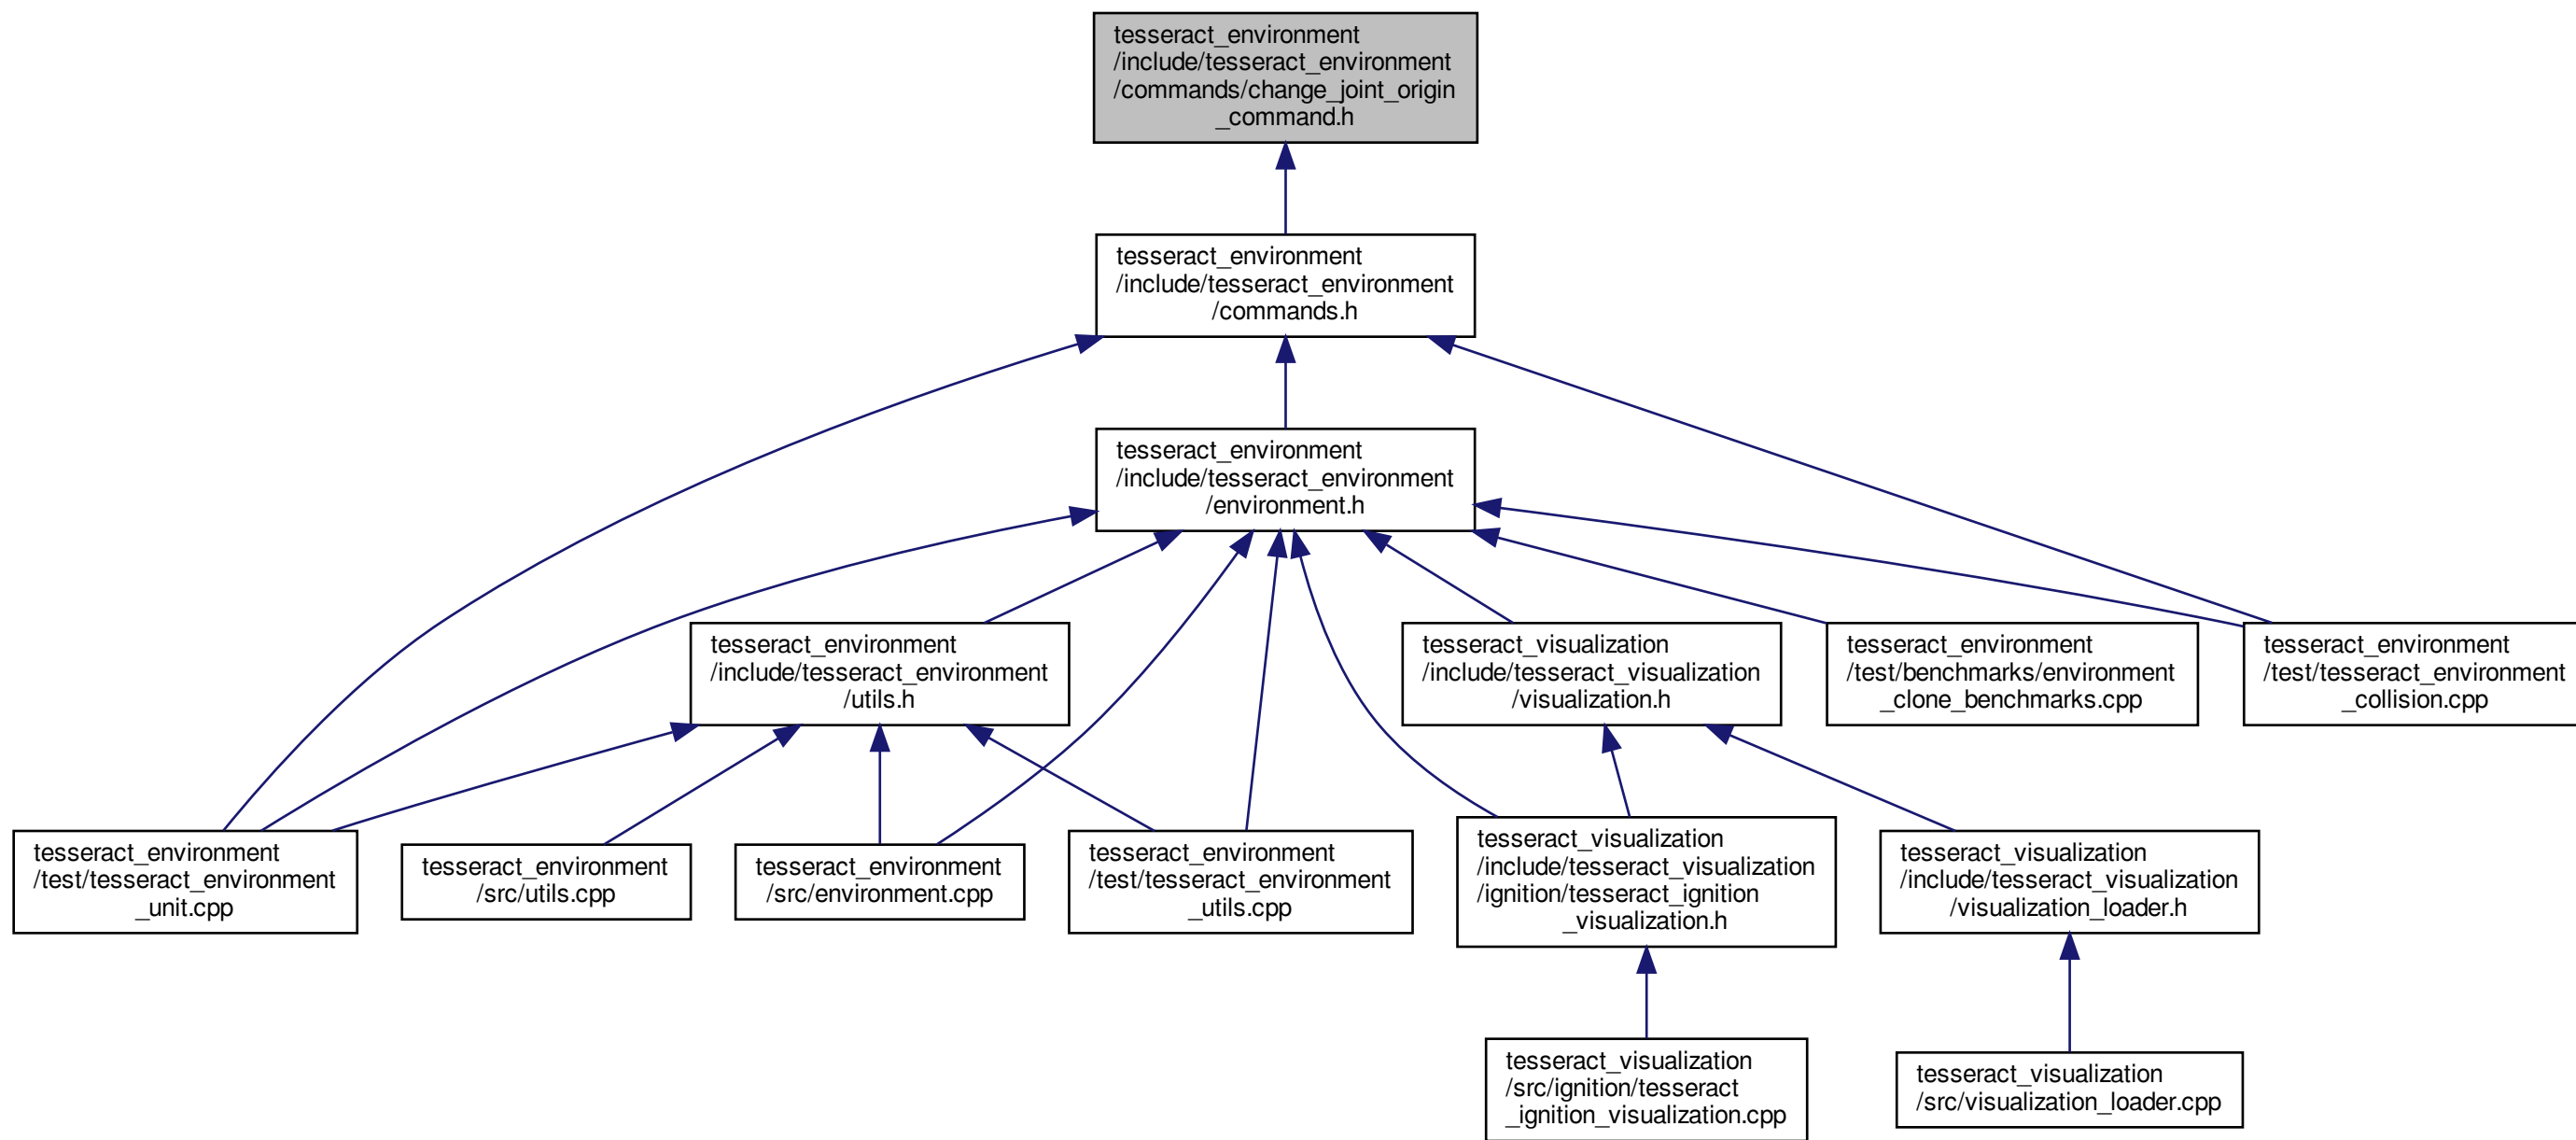 tesseract_environment
/include/tesseract_environment
/commands/change_joint_origin
_command.h
tesseract_environment
/include/tesseract_environment
/commands.h
tesseract_environment
/include/tesseract_environment
/environment.h
tesseract_environment
/include/tesseract_environment
/utils.h
tesseract_visualization
/include/tesseract_visualization
/visualization.h
tesseract_environment
/test/benchmarks/environment
_clone_benchmarks.cpp
tesseract_environment
/test/tesseract_environment
_collision.cpp
tesseract_environment
/test/tesseract_environment
_unit.cpp
tesseract_environment
/src/utils.cpp
tesseract_environment
/src/environment.cpp
tesseract_environment
/test/tesseract_environment
_utils.cpp
tesseract_visualization
/include/tesseract_visualization
/ignition/tesseract_ignition
_visualization.h
tesseract_visualization
/include/tesseract_visualization
/visualization_loader.h
tesseract_visualization
/src/ignition/tesseract
_ignition_visualization.cpp
tesseract_visualization
/src/visualization_loader.cpp